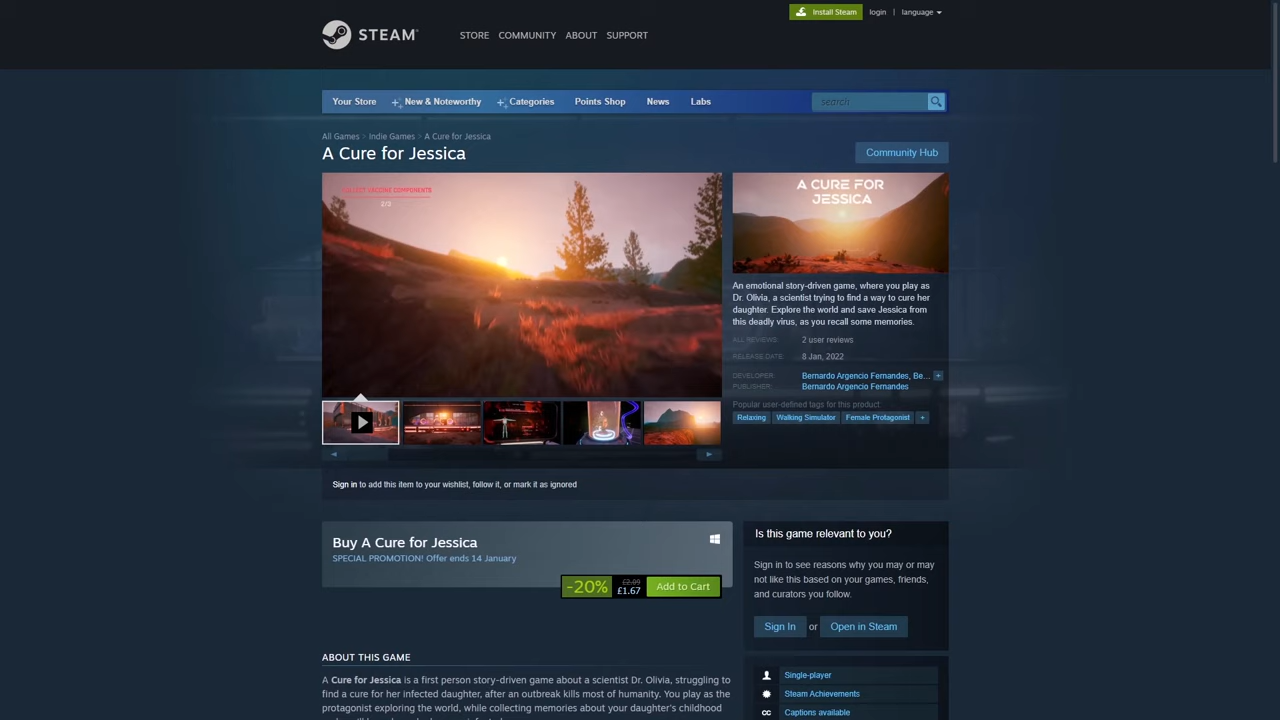 Install Steam
login
language
STEAM
STORE
COMMUNITY
ABOUT
SUPPORT
Your Store
New & Noteworthy
Categories
Points Shop
News
Labs
search
All Games > Indie Games > A Cure for Jessica
A Cure for Jessica
Community Hub
COLLECT VACCINE COMPONENTS
A CURE FOR
JESSICA
An emotional story-driven game, where you play as
Dr. Olivia, a scientist trying to find a way to cure her
daughter. Explore the world and save Jessica from
this deadly virus, as you recall some memories.
ALL REVIEWS: 2 user reviews
RELEASE DATE: 8 Jan, 2022
DEVELOPER: Bernardo Argencio Fernandes, Be...
PUBLISHER: Bernardo Argencio Fernandes
Popular user-defined tags for this product:
Relaxing
Walking Simulator
Female Protagonist
+
Sign in to add this item to your wishlist, follow it, or mark it as ignored
Buy A Cure for Jessica
SPECIAL PROMOTION! Offer ends 14 January
-20%
£2.09
£1.67
Add to Cart
Is this game relevant to you?
Sign in to see reasons why you may or may
not like this based on your games, friends,
and curators you follow.
Sign In or Open in Steam
ABOUT THIS GAME
A Cure for Jessica is a first person story-driven game about a scientist Dr. Olivia, struggling to
find a cure for her infected daughter, after an outbreak kills most of humanity. You play as the
protagonist exploring the world, while collecting memories about your daughter's childhood
Single-player
Steam Achievements
CC Captions available